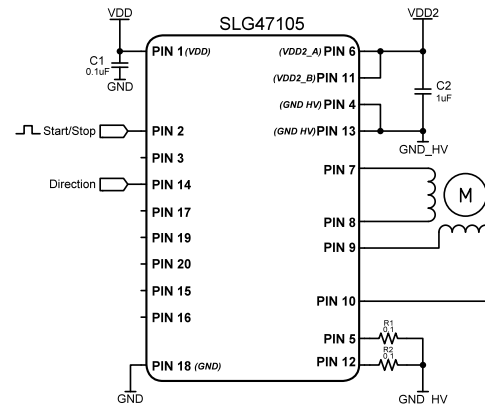 SLG47105
VDD
VDD2
PIN 1 (VDD)
(VDD2_A) PIN 6
C1
0.1uF
GND
(VDD2_B) PIN 11
C2
1uF
(GND HV) PIN 4
Start/Stop
PIN 2
(GND HV) PIN 13
GND_HV
PIN 3
PIN 7
Direction
PIN 14
M
PIN 17
PIN 8
PIN 19
PIN 9
PIN 20
PIN 15
PIN 10
PIN 16
PIN 5
R1
0.1
R2
0.1
PIN 12
PIN 18 (GND)
GND
GND_HV